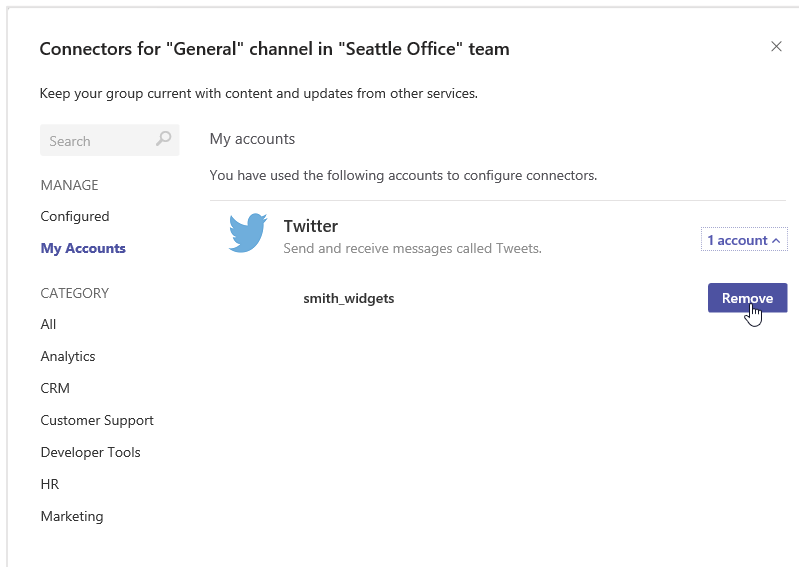 Connectors for "General" channel in "Seattle Office" team
Keep your group current with content and updates from other services.
Search
MANAGE
Configured
My Accounts
CATEGORY
All
Analytics
CRM
Customer Support
Developer Tools
HR
Marketing
My accounts
You have used the following accounts to configure connectors.
Twitter
Send and receive messages called Tweets.
1 account
smith_widgets
Remove